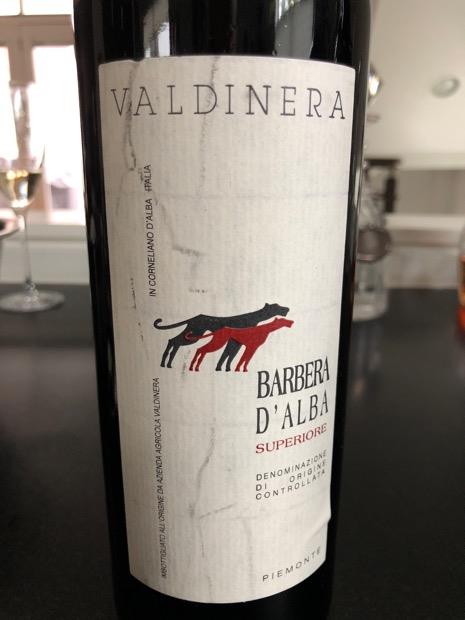 VALDINERA
IN CORNELIANO D'ALBA ITALIA
IMBOTTIGLIATO ALL'ORIGINE DA AZIENDA AGRICOLA VALDINERA
BARBERA
D'ALBA
SUPERIORE
DENOMINAZIONE
DI ORIGINE
CONTROLLATA
PIEMONTE